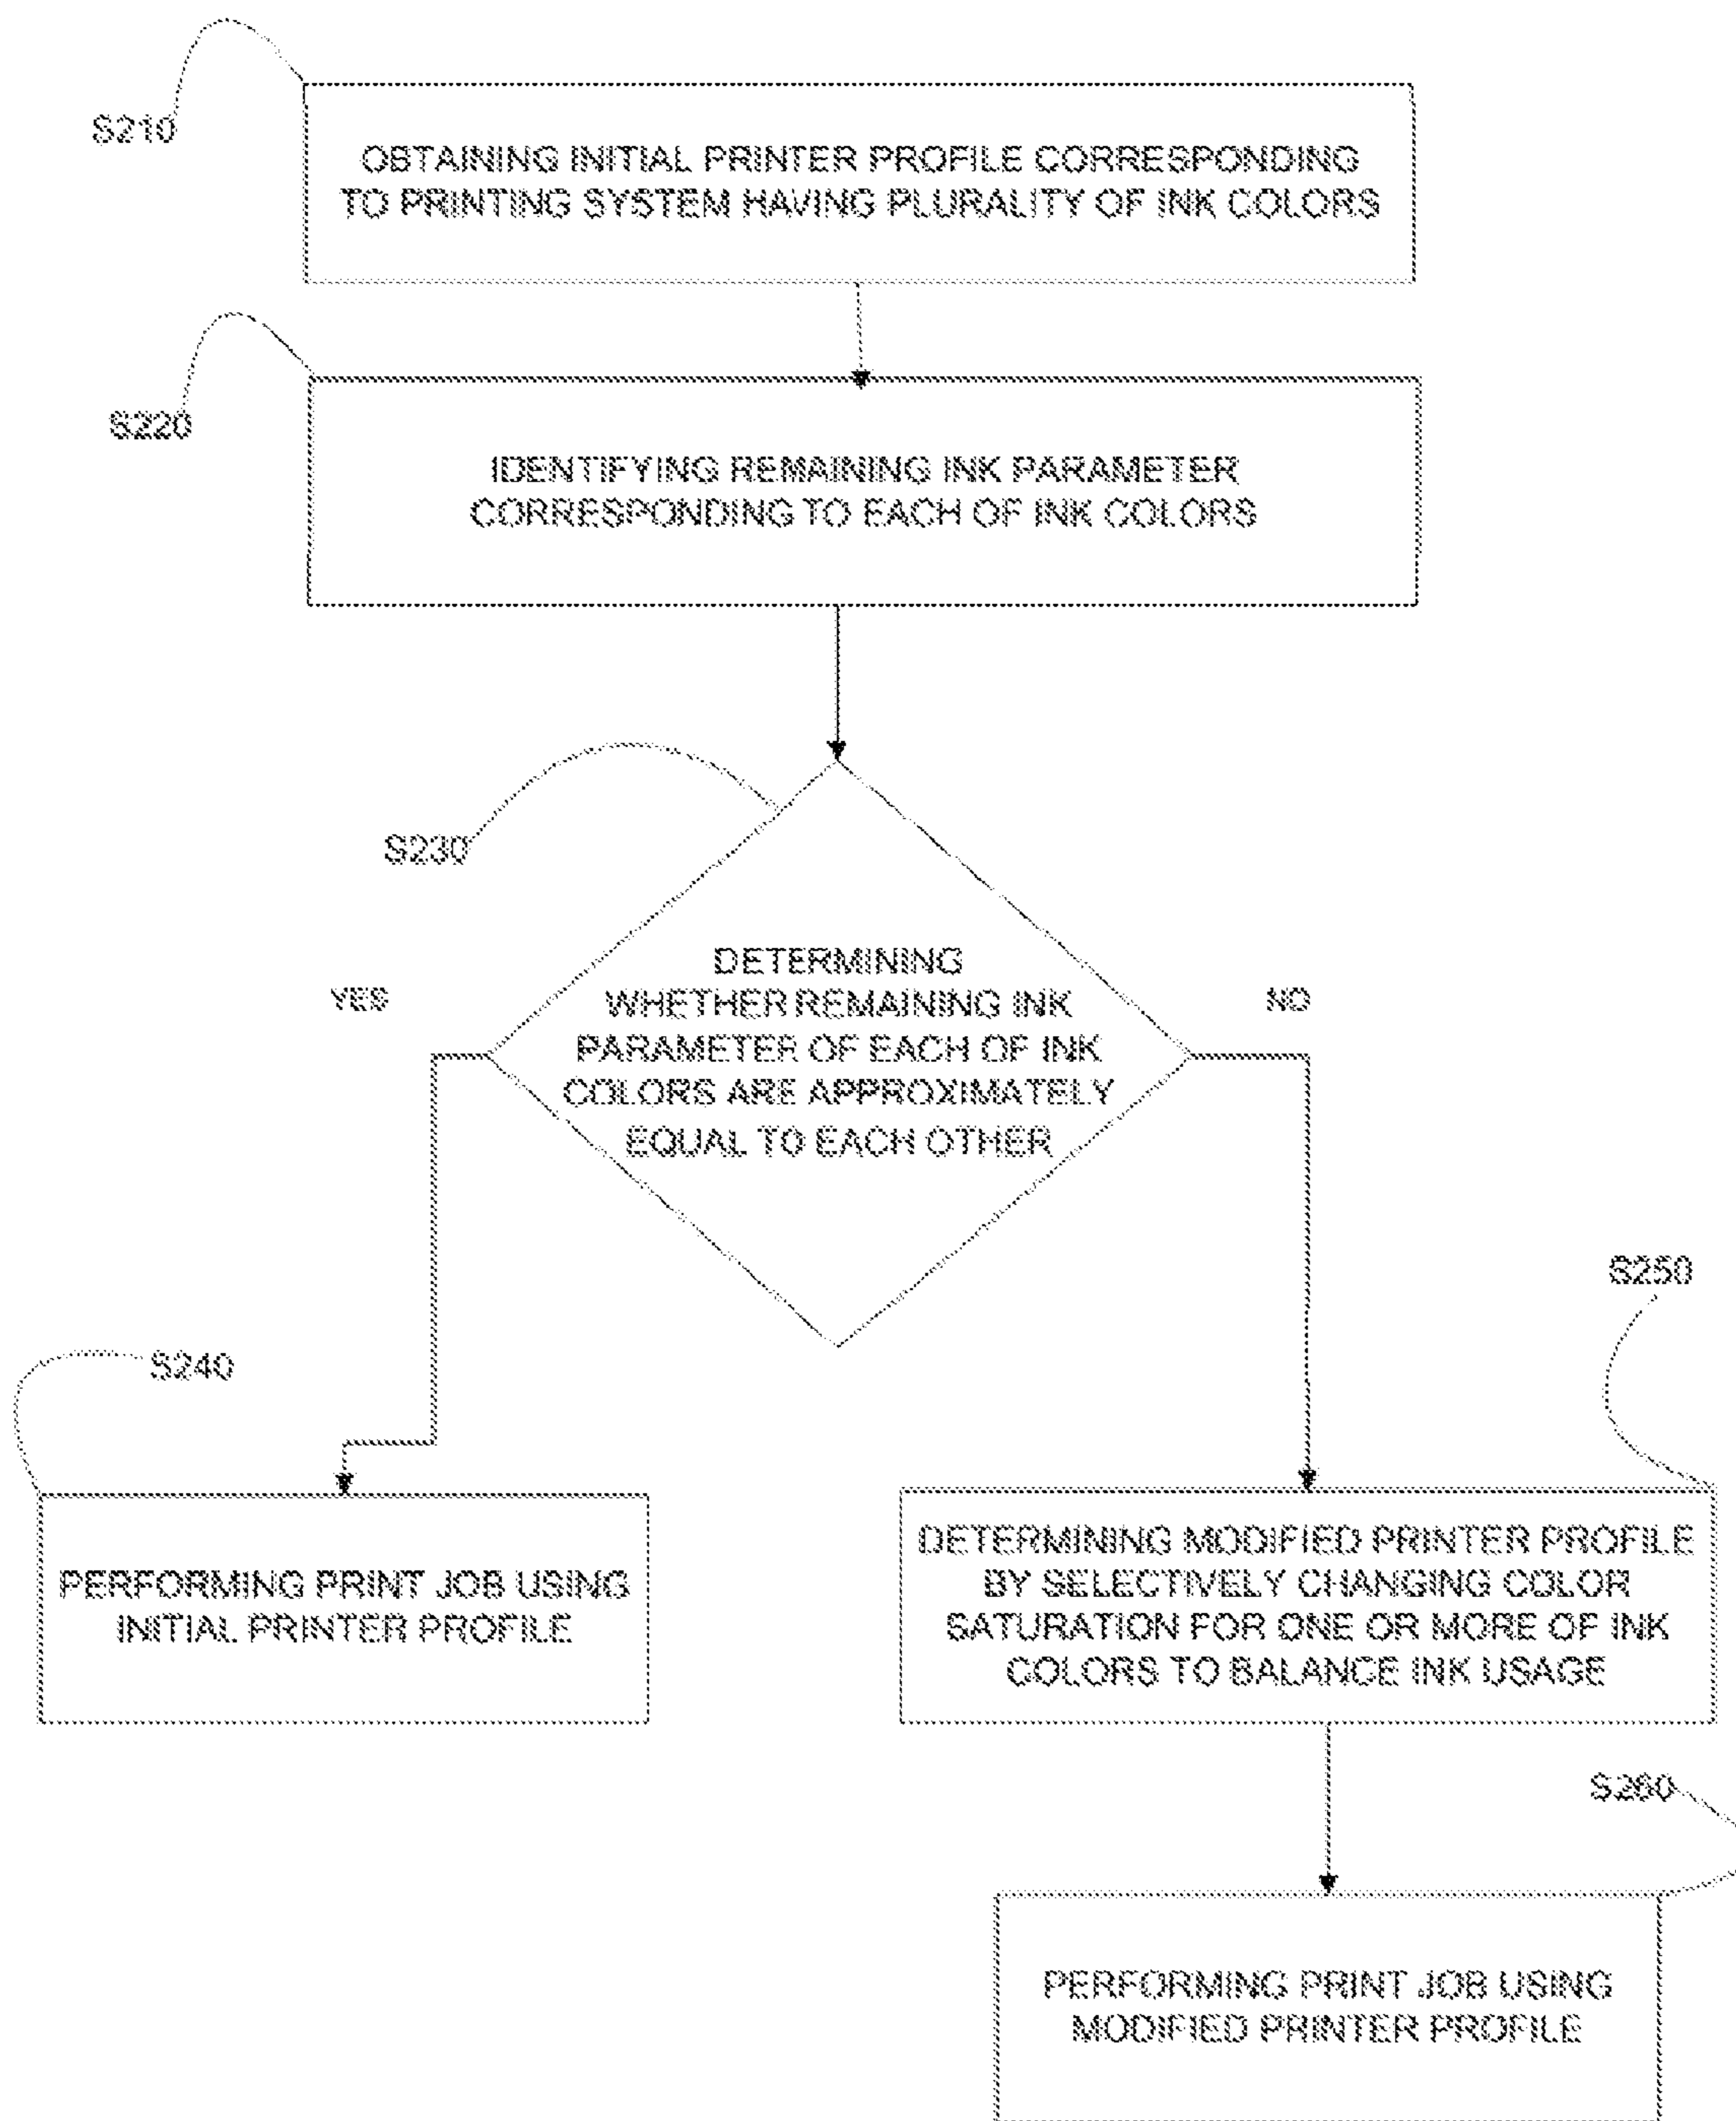 S210
OBTAINING INITIAL PRINTER PROFILE CORRESPONDING
TO PRINTING SYSTEM HAVING PLURALITY OF INK COLORS
S220
IDENTIFYING REMAINING INK PARAMETER
CORRESPONDING TO EACH OF INK COLORS
S230
DETERMINING
WHETHER REMAINING INK
PARAMETER OF EACH OF INK
COLORS ARE APPROXIMATELY
EQUAL TO EACH OTHER
YES
NO
S240
PERFORMING PRINT JOB USING
INITIAL PRINTER PROFILE
S250
DETERMINING MODIFIED PRINTER PROFILE
BY SELECTIVELY CHANGING COLOR
SATURATION FOR ONE OR MORE OF INK
COLORS TO BALANCE INK USAGE
S260
PERFORMING PRINT JOB USING
MODIFIED PRINTER PROFILE